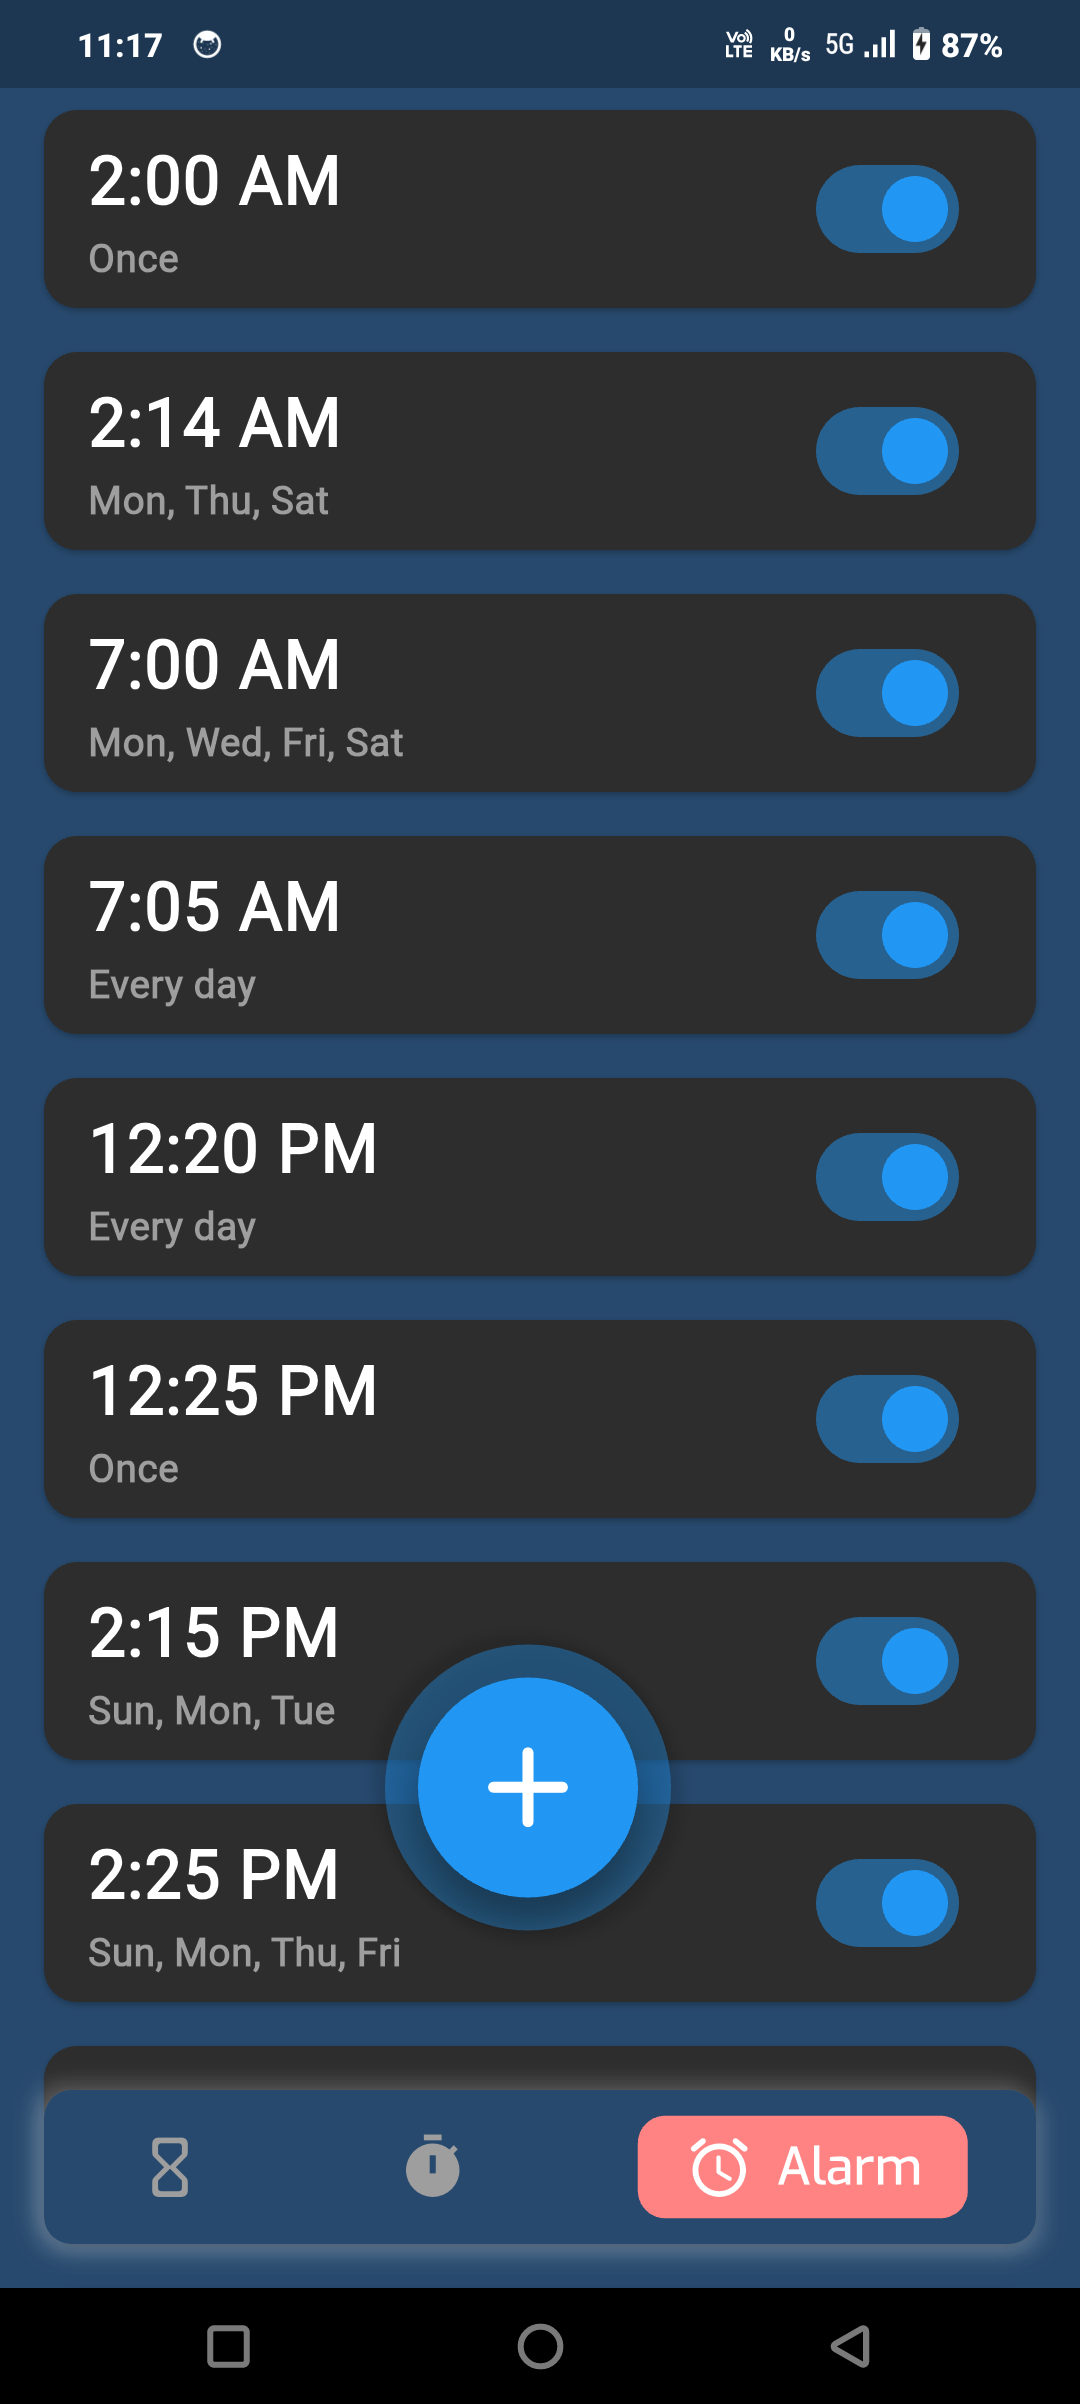 11:17 Vo) LTE 0 KB/s 5G 87%
2:00 AM
Once
2:14 AM
Mon, Thu, Sat
7:00 AM
Mon, Wed, Fri, Sat
7:05 AM
Every day
12:20 PM
Every day
12:25 PM
Once
2:15 PM
Sun, Mon, Tue
2:25 PM
Sun, Mon, Thu, Fri
Alarm